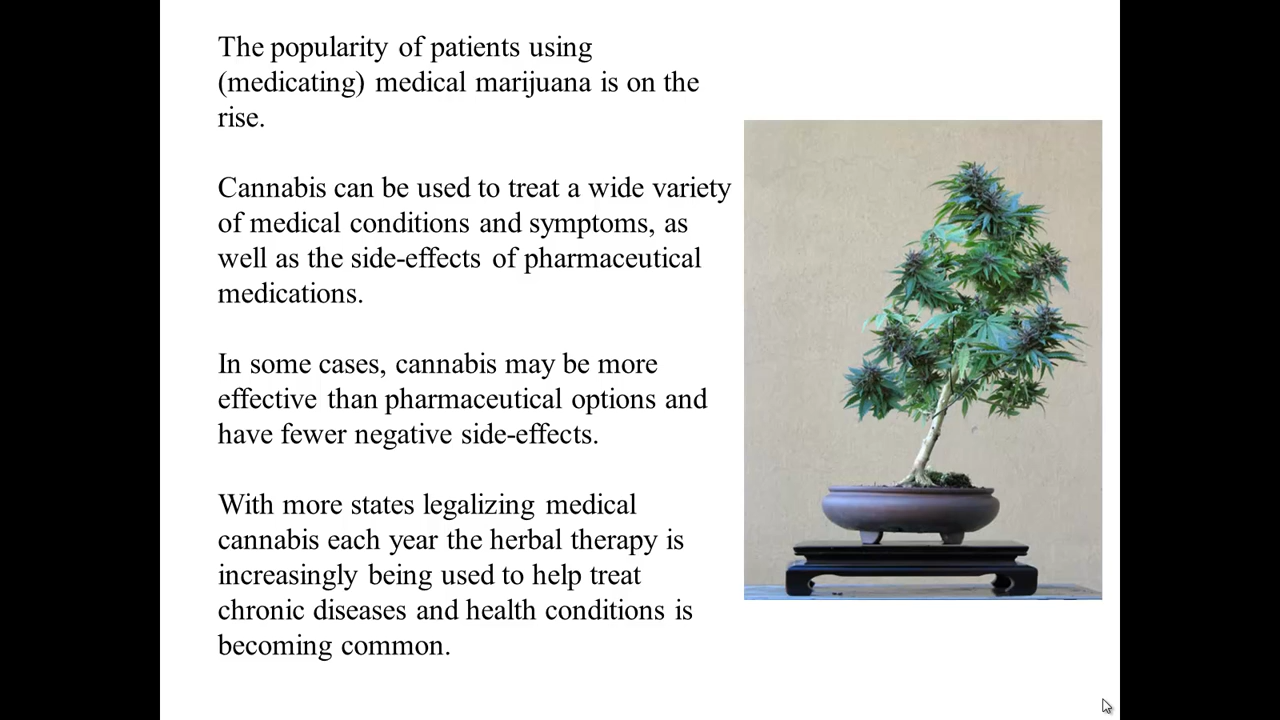 The popularity of patients using
(medicating) medical marijuana is on the
rise.
Cannabis can be used to treat a wide variety
of medical conditions and symptoms, as
well as the side-effects of pharmaceutical
medications.
In some cases, cannabis may be more
effective than pharmaceutical options and
have fewer negative side-effects.
With more states legalizing medical
cannabis each year the herbal therapy is
increasingly being used to help treat
chronic diseases and health conditions is
becoming common.